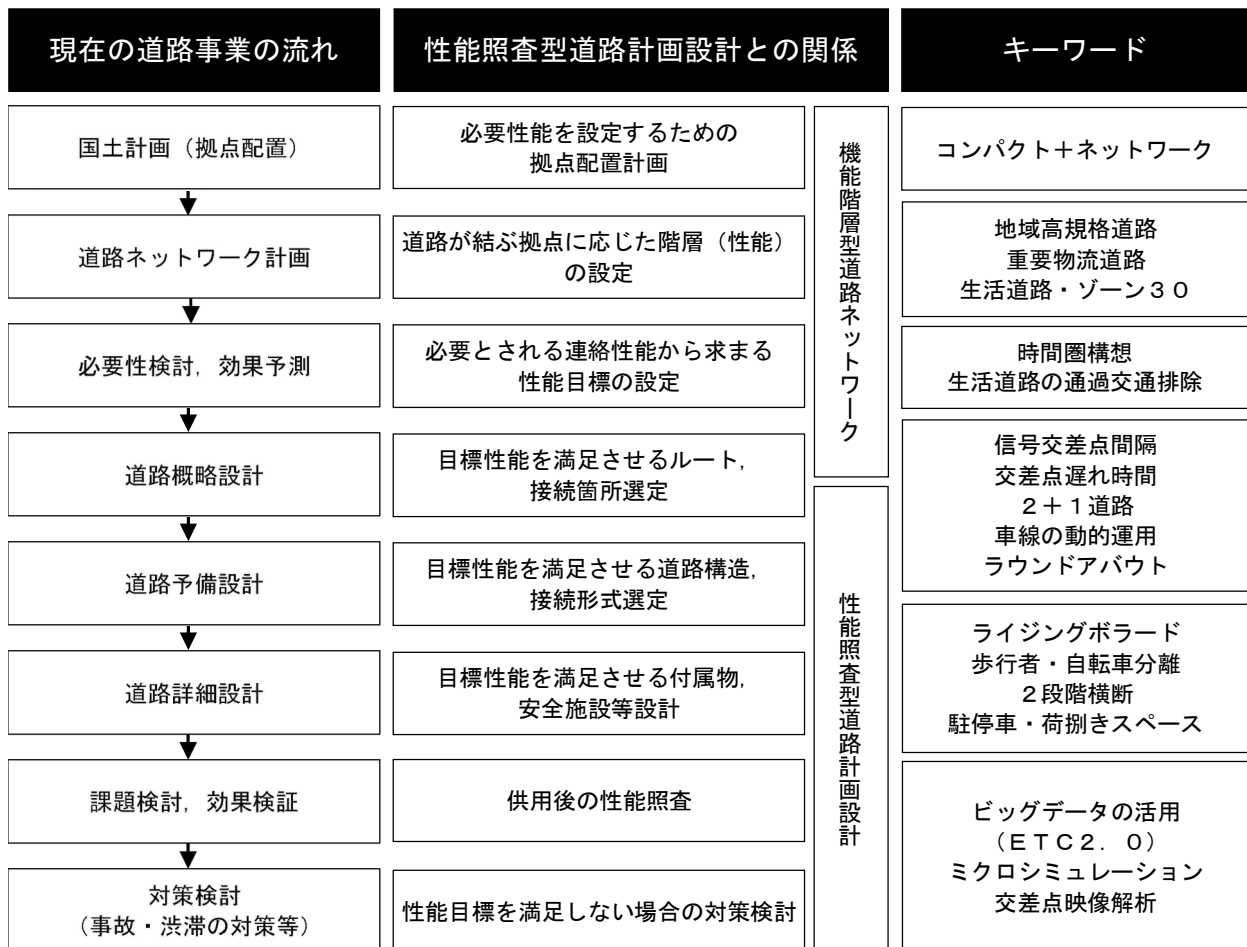 現在の道路事業の流れ
性能照査型道路計画設計との関係
キーワード
国土計画（拠点配置）
必要性能を設定するための
拠点配置計画
コンパクト＋ネットワーク
道路ネットワーク計画
道路が結ぶ拠点に応じた階層（性能）
の設定
地域高規格道路
重要物流道路
生活道路・ゾーン３０
必要性検討，効果予測
必要とされる連絡性能から求まる
性能目標の設定
時間圏構想
生活道路の通過交通排除
機能階層型道路ネットワーク
道路概略設計
目標性能を満足させるルート，
接続箇所選定
信号交差点間隔
交差点遅れ時間
２＋１道路
車線の動的運用
ラウンドアバウト
道路予備設計
目標性能を満足させる道路構造，
接続形式選定
道路詳細設計
目標性能を満足させる付属物，
安全施設等設計
ライジングボラード
歩行者・自転車分離
２段階横断
駐停車・荷捌きスペース
性能照査型道路計画設計
課題検討，効果検証
供用後の性能照査
対策検討
（事故・渋滞の対策等）
性能目標を満足しない場合の対策検討
ビッグデータの活用
（ＥＴＣ２．０）
ミクロシミュレーション
交差点映像解析